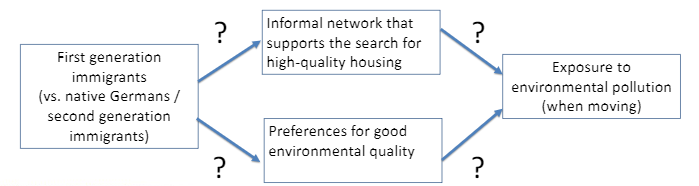 First generation
immigrants
(vs. native Germans /
second generation
immigrants)
?
?
Informal network that
supports the search for
high-quality housing
Preferences for good
environmental quality
?
?
Exposure to
environmental pollution
(when moving)